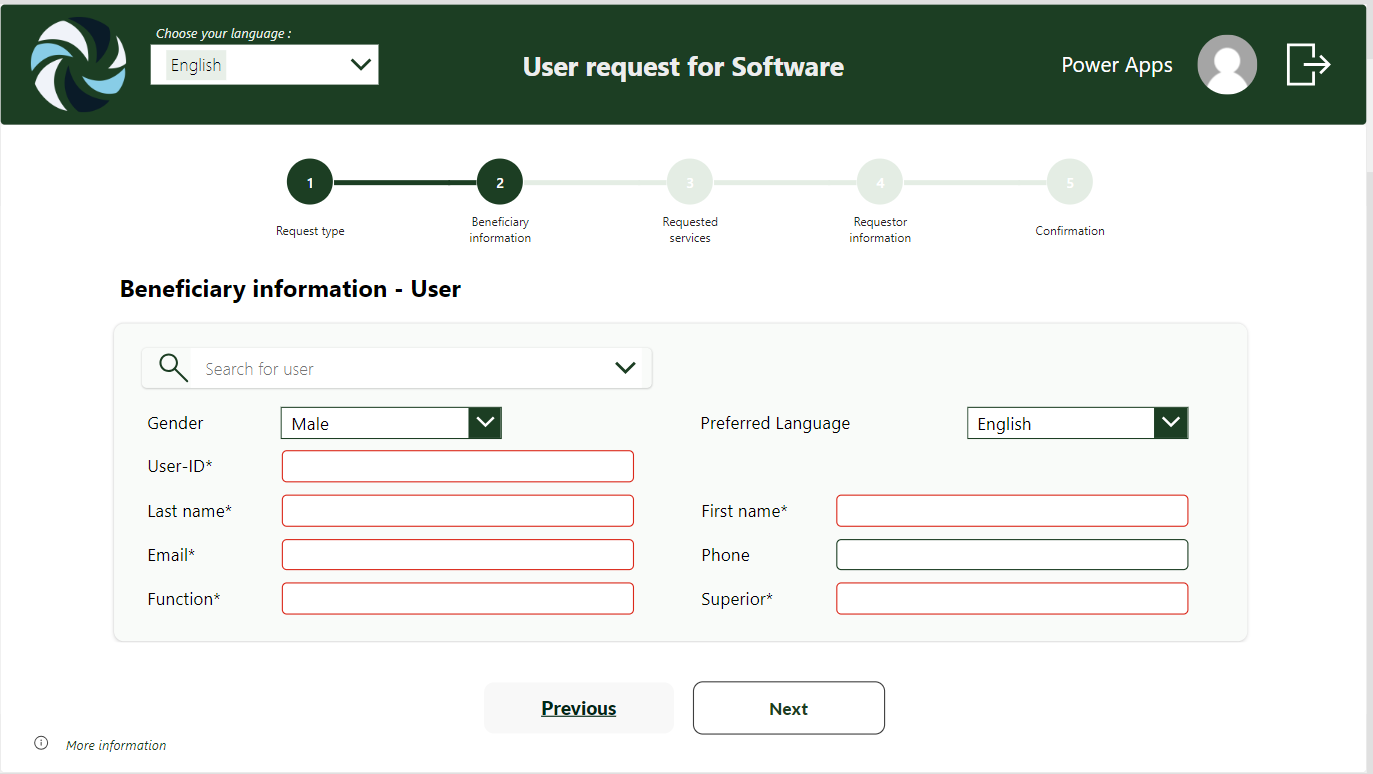 Choose your language :
English
User request for Software
Power Apps
1
2
3
4
5
Request type
Beneficiary
information
Requested
services
Requestor
information
Confirmation
Beneficiary information - User
Search for user
Gender
Male
Preferred Language
English
User-ID*
Last name*
First name*
Email*
Phone
Function*
Superior*
Previous
Next
More information